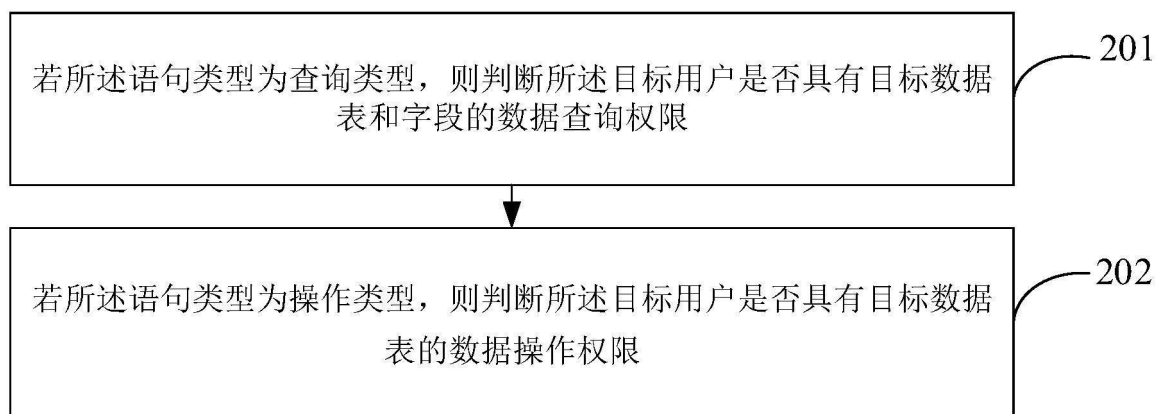 若所述语句类型为查询类型，则判断所述目标用户是否具有目标数据
表和字段的数据查询权限
201
若所述语句类型为操作类型，则判断所述目标用户是否具有目标数据
表的数据操作权限
202